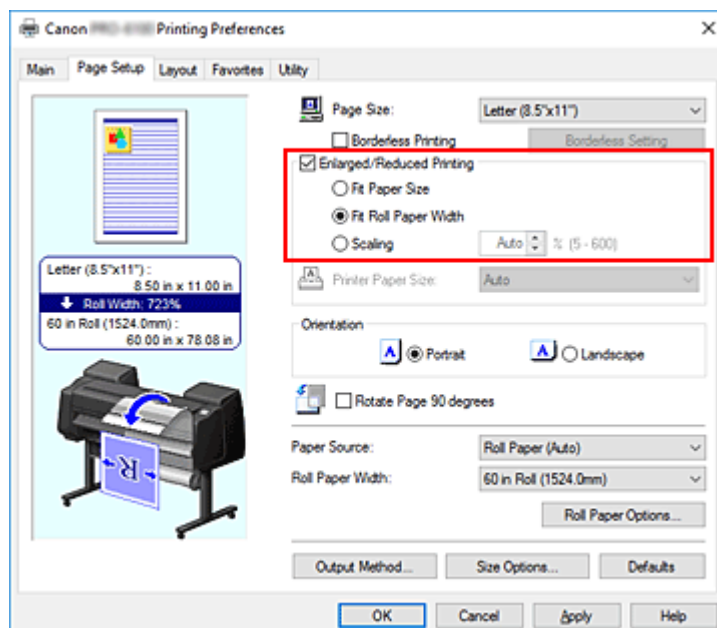 Canon Printing Preferences
Main Page Setup Layout Favorites Utility
Page Size: Letter (8.5"x11")
Borderless Printing Borderless Setting
Enlarged/Reduced Printing
Fit Paper Size
Fit Roll Paper Width
Scaling Auto % (5 - 600)
Letter (8.5"x11") :
8.50 in x 11.00 in
Roll Width: 723%
60 in Roll (1524.0mm) :
60.00 in x 78.08 in
Printer Paper Size: Auto
Orientation
A Portrait A Landscape
Rotate Page 90 degrees
R
Paper Source: Roll Paper (Auto)
Roll Paper Width: 60 in Roll (1524.0mm)
Roll Paper Options...
Output Method... Size Options... Defaults
OK Cancel Apply Help